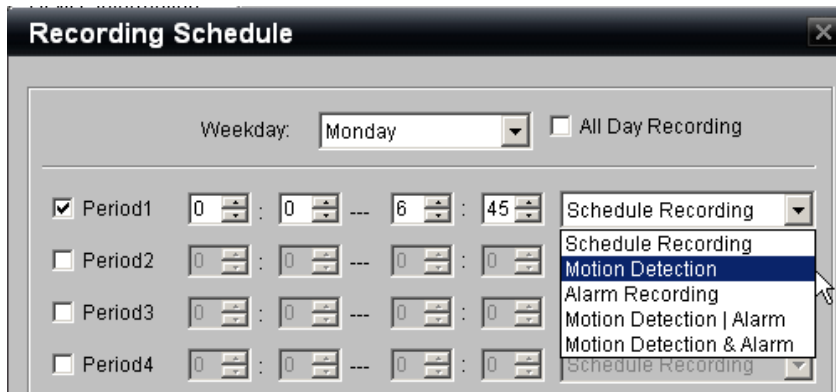 Recording Schedule
Weekday: Monday All Day Recording
Period1 0 : 0 --- 6 : 45 Schedule Recording
Schedule Recording
Period2 0 : 0 --- 0 : 0 Motion Detection
Alarm Recording
Period3 0 : 0 --- 0 : 0 Motion Detection | Alarm
Motion Detection & Alarm
Period4 0 : 0 --- 0 : 0 Schedule Recording